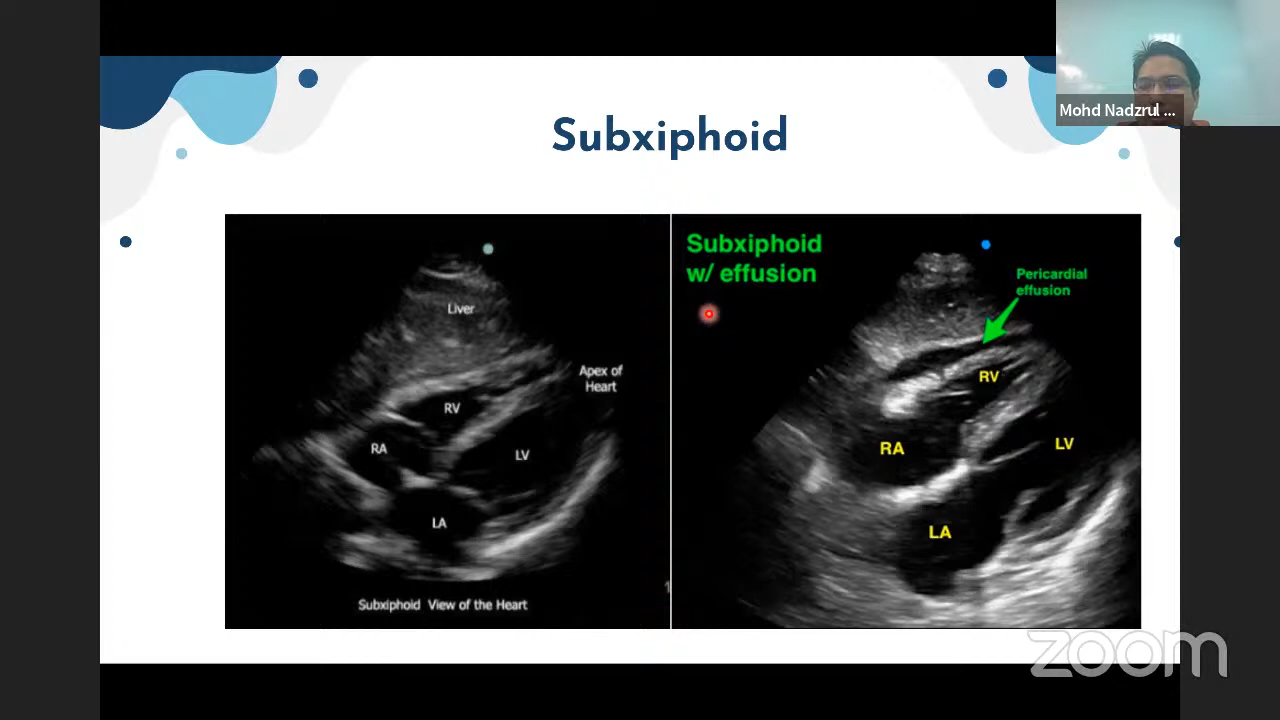 Mohd Nadzrul ...
Subxiphoid
Liver
Apex of
Heart
RV
RA
LV
LA
Subxiphoid View of the Heart
1
Subxiphoid
w/ effusion
Pericardial
effusion
RV
RA
LV
LA
zoom